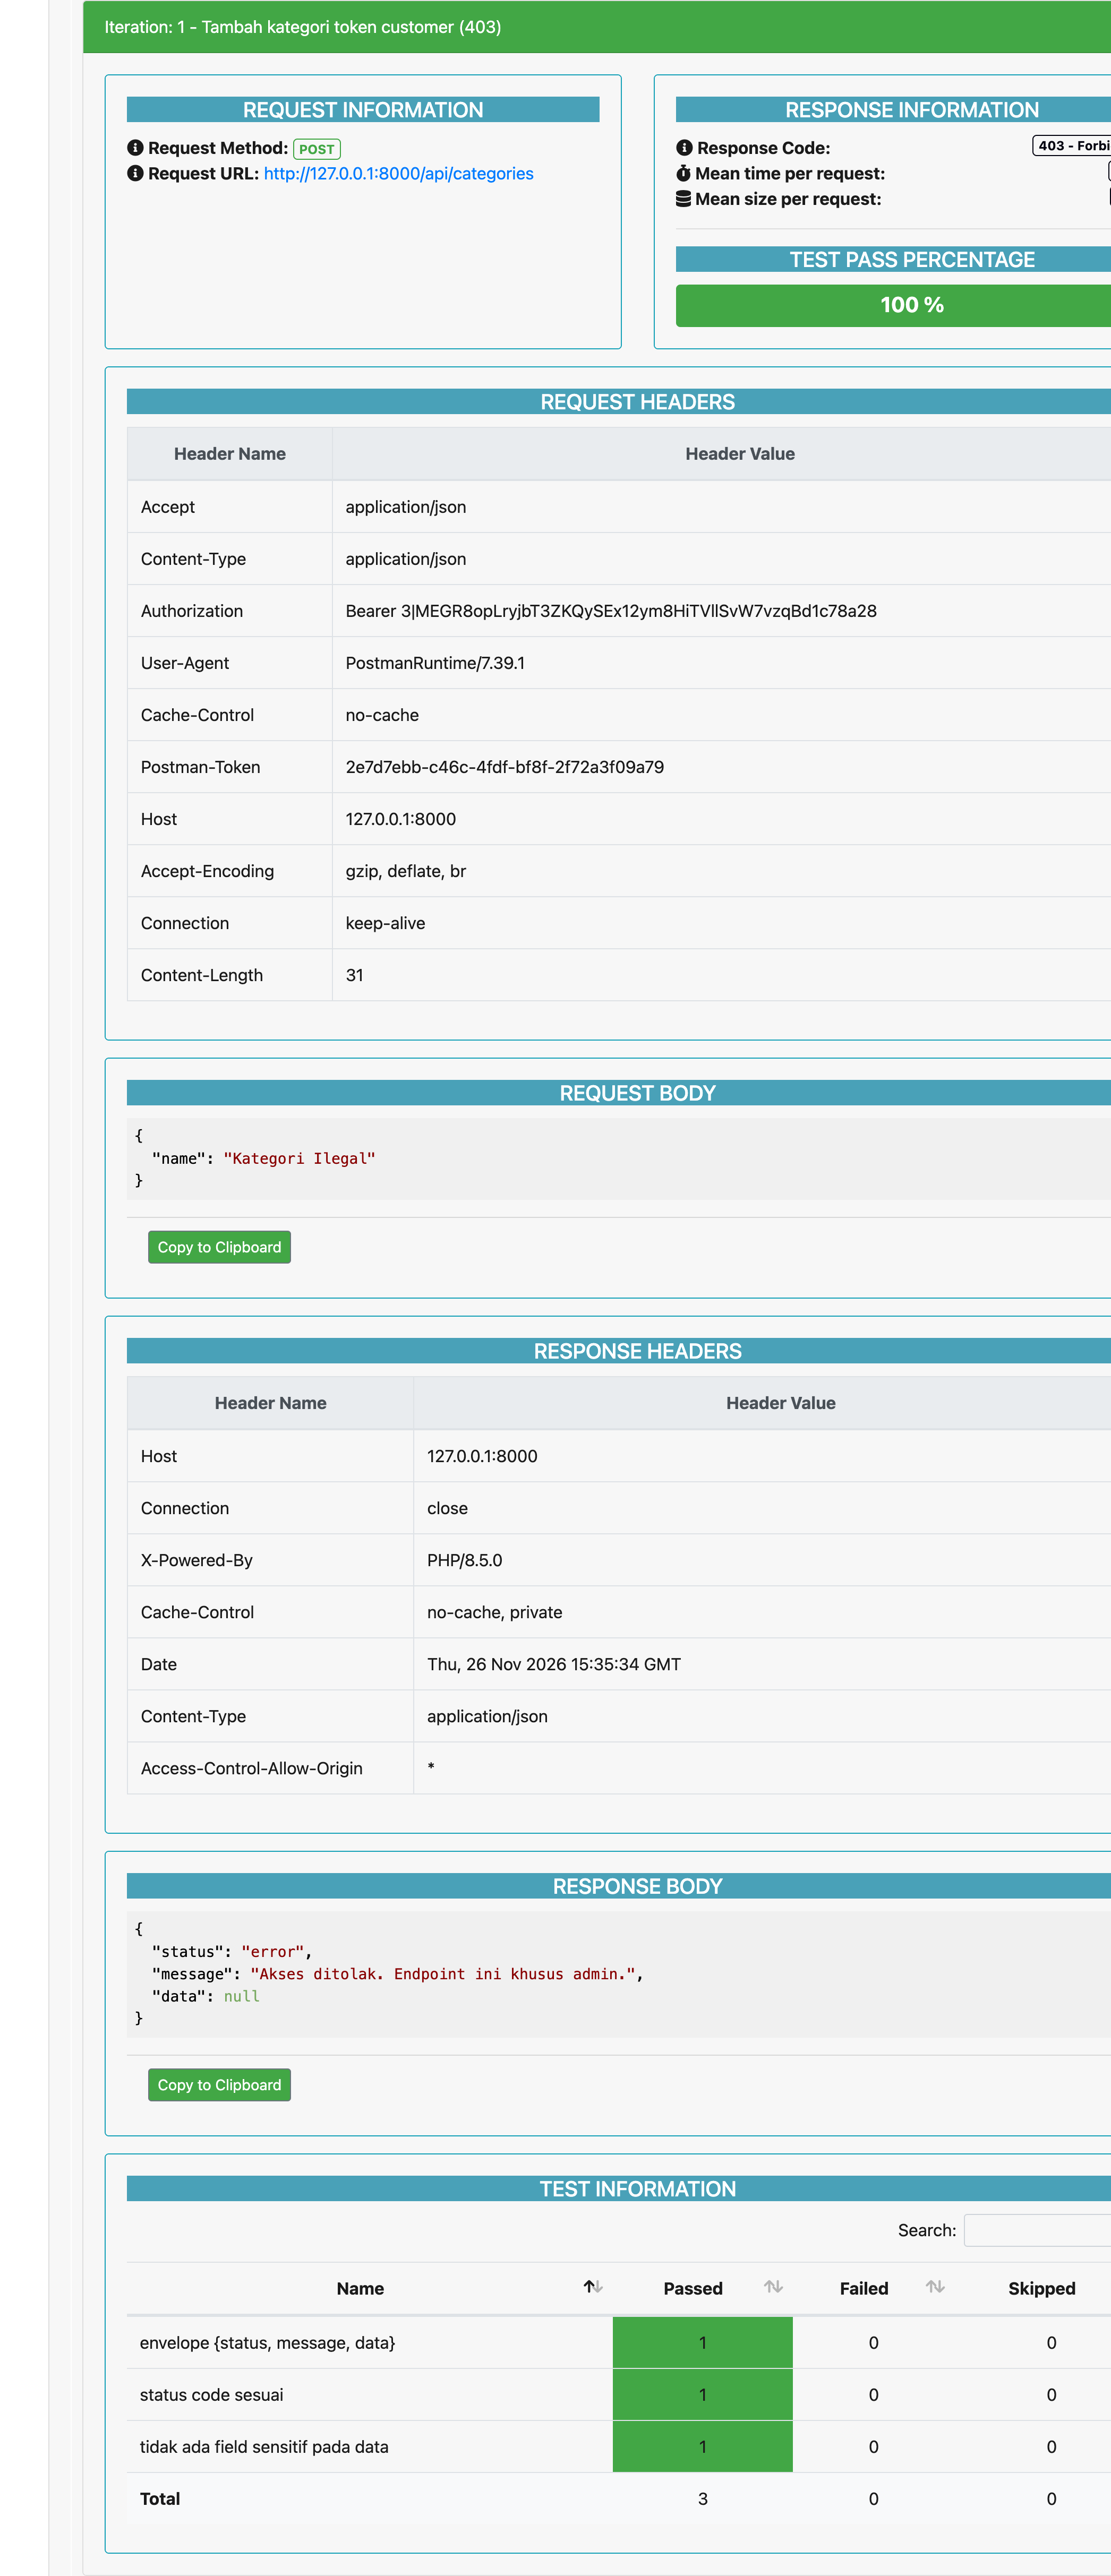 Iteration: 1 - Tambah kategori token customer (403)
REQUEST INFORMATION
Request Method: POST
Request URL: http://127.0.0.1:8000/api/categories
RESPONSE INFORMATION
Response Code: 403 - Forbi
Mean time per request:
Mean size per request:
TEST PASS PERCENTAGE
100 %
REQUEST HEADERS
Header Name Header Value
Accept application/json
Content-Type application/json
Authorization Bearer 3|MEGR8opLryjbT3ZKQySEx12ym8HiTVllSvW7vzqBd1c78a28
User-Agent PostmanRuntime/7.39.1
Cache-Control no-cache
Postman-Token 2e7d7ebb-c46c-4fdf-bf8f-2f72a3f09a79
Host 127.0.0.1:8000
Accept-Encoding gzip, deflate, br
Connection keep-alive
Content-Length 31
REQUEST BODY
{
"name": "Kategori Ilegal"
}
Copy to Clipboard
RESPONSE HEADERS
Header Name Header Value
Host 127.0.0.1:8000
Connection close
X-Powered-By PHP/8.5.0
Cache-Control no-cache, private
Date Thu, 26 Nov 2026 15:35:34 GMT
Content-Type application/json
Access-Control-Allow-Origin *
RESPONSE BODY
{
"status": "error",
"message": "Akses ditolak. Endpoint ini khusus admin.",
"data": null
}
Copy to Clipboard
TEST INFORMATION
Search:
Name Passed Failed Skipped
envelope {status, message, data} 1 0 0
status code sesuai 1 0 0
tidak ada field sensitif pada data 1 0 0
Total 3 0 0